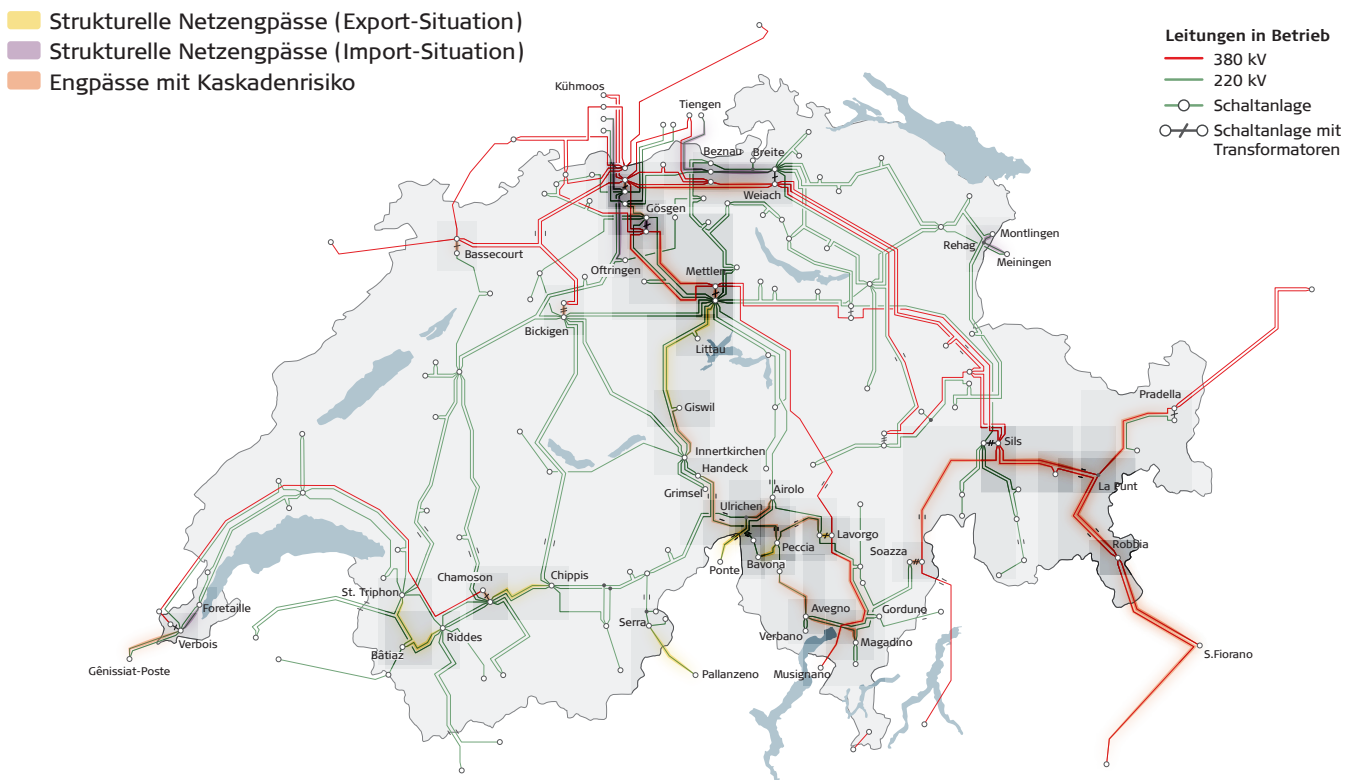 Strukturelle Netzengpässe (Export-Situation)
Strukturelle Netzengpässe (Import-Situation)
Engpässe mit Kaskadenrisiko
Leitungen in Betrieb
380 kV
220 kV
Schaltanlage
Schaltanlage mit
Transformatoren
Kühmoos
Tiengen
Beznau
Breite
Weiach
Gösgen
Bassecourt
Oftringen
Mettlen
Rehag
Montlingen
Meiningen
Bickigen
Littau
Giswil
Pradella
Innertkirchen
Sils
Handeck
La Punt
Grimsel
Airolo
Ulrichen
Lavorgo
Peccia
Soazza
Robbia
Ponte
Bavona
Chamoson
Chippis
St. Triphon
Foretaille
Avegno
Gorduno
Serra
Verbano
Verbois
Riddes
Magadino
Bâtiaz
S.Fiorano
Gênissiat-Poste
Pallanzeno
Musignano